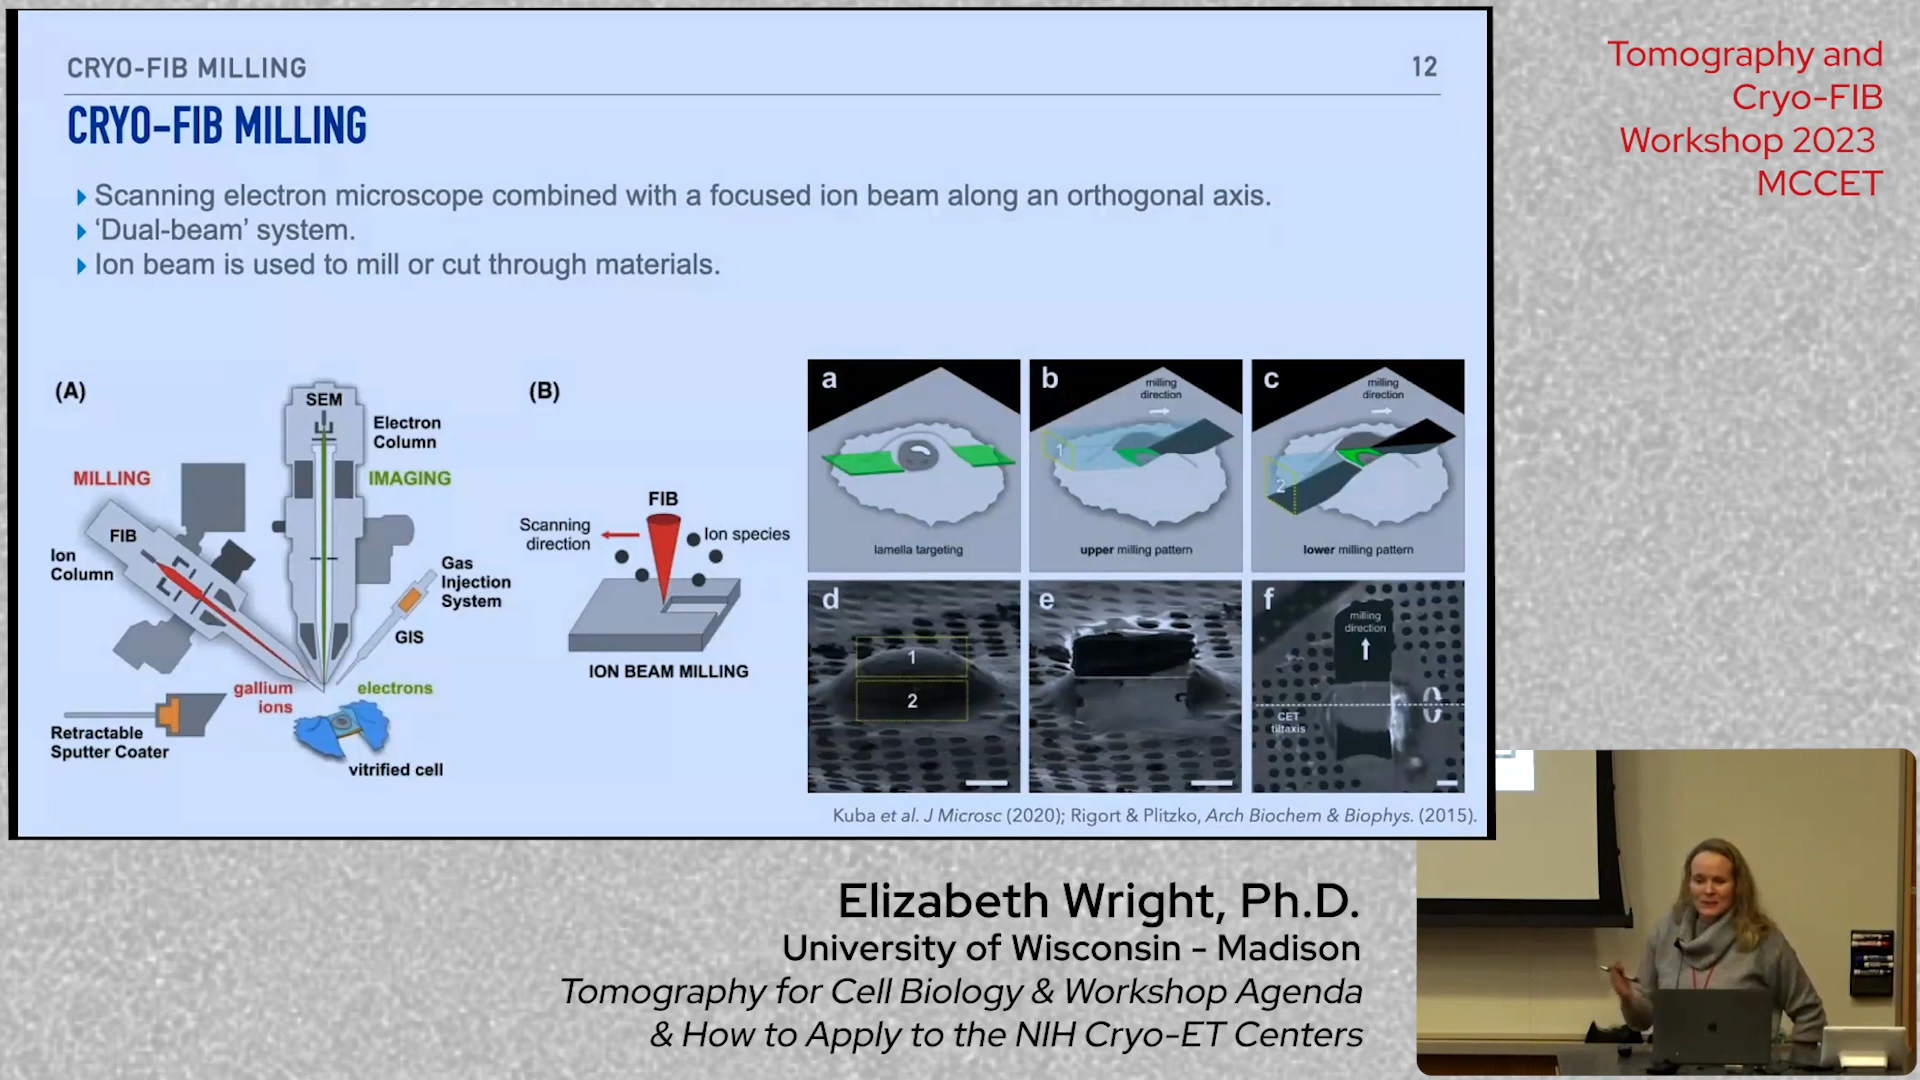 CRYO-FIB MILLING
12
CRYO-FIB MILLING
Scanning electron microscope combined with a focused ion beam along an orthogonal axis.
‘Dual-beam’ system.
Ion beam is used to mill or cut through materials.
(A)
SEM
Electron
Column
MILLING
IMAGING
FIB
Ion
Column
Gas
Injection
System
GIS
gallium
ions
electrons
Retractable
Sputter Coater
vitrified cell
(B)
FIB
Scanning
direction
Ion species
ION BEAM MILLING
a
lamella targeting
b
milling
direction
1
upper milling pattern
c
milling
direction
2
lower milling pattern
d
1
2
e
f
milling
direction
CET
tiltaxis
Kuba et al. J Microsc (2020); Rigort & Plitzko, Arch Biochem & Biophys. (2015).
Tomography and
Cryo-FIB
Workshop 2023
MCCET
Elizabeth Wright, Ph.D.
University of Wisconsin - Madison
Tomography for Cell Biology & Workshop Agenda
& How to Apply to the NIH Cryo-ET Centers